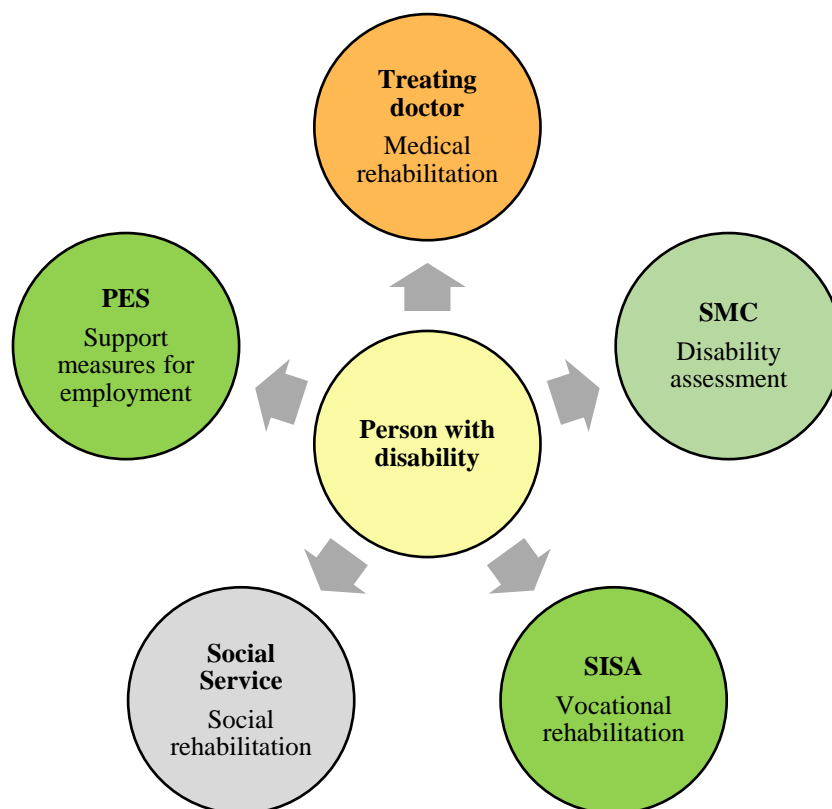 Treating
doctor
Medical
rehabilitation
PES
Support
measures for
employment
SMC
Disability
assessment
Person with
disability
Social
Service
Social
rehabilitation
SISA
Vocational
rehabilitation